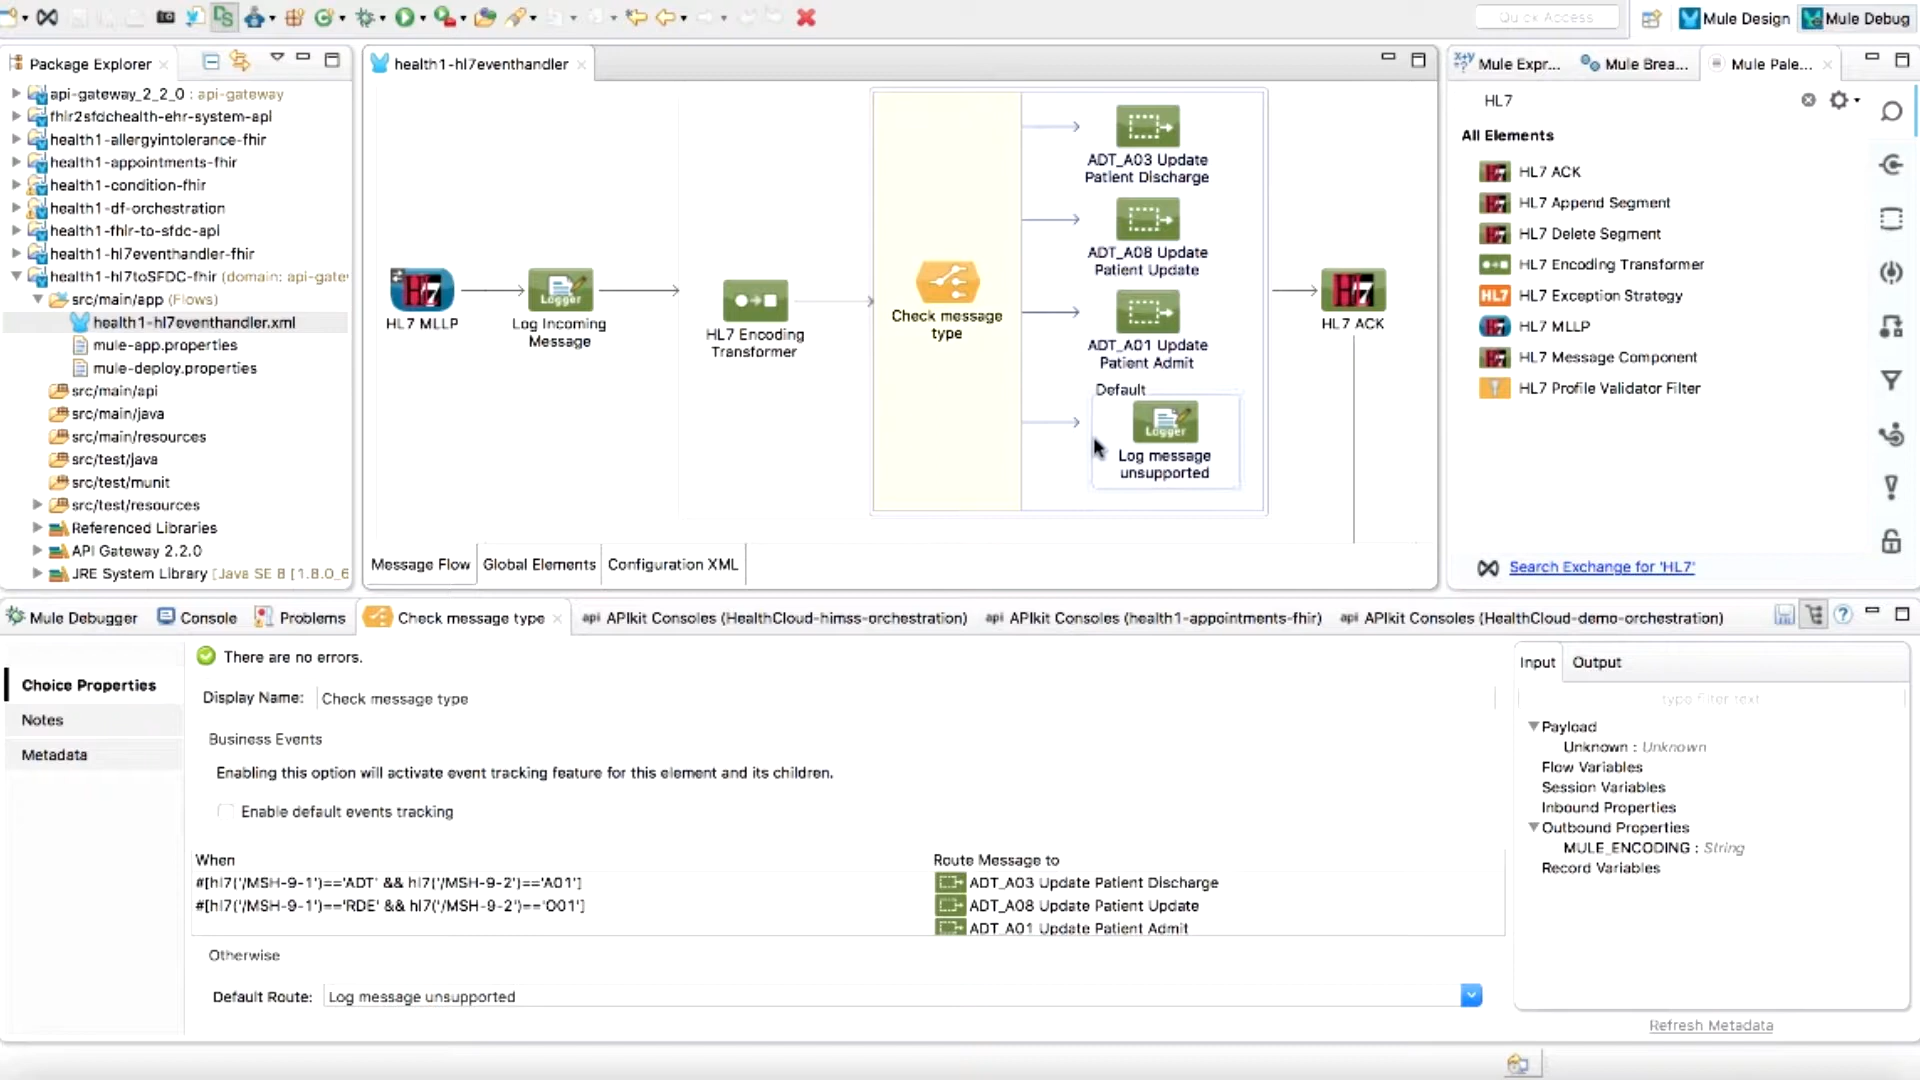 Quick Access
Mule Design
Mule Debug
Package Explorer
api-gateway_2_2_0 : api-gateway
fhir2sfdchealth-ehr-system-api
health1-allergyintolerance-fhir
health1-appointments-fhir
health1-condition-fhir
health1-df-orchestration
health1-fhir-to-sfdc-api
health1-hl7eventhandler-fhir
health1-hl7toSFDC-fhir (domain: api-gate
src/main/app (Flows)
health1-hl7eventhandler.xml
mule-app.properties
mule-deploy.properties
src/main/api
src/main/java
src/main/resources
src/test/java
src/test/munit
src/test/resources
Referenced Libraries
API Gateway 2.2.0
JRE System Library [Java SE 8 [1.8.0_6
health1-hl7eventhandler
HL7 MLLP
Logger
Log Incoming
Message
HL7 Encoding
Transformer
Check message
type
ADT_A03 Update
Patient Discharge
ADT_A08 Update
Patient Update
ADT_A01 Update
Patient Admit
Default
Logger
Log message
unsupported
HL7 ACK
Message Flow
Global Elements
Configuration XML
Mule Expr...
Mule Brea...
Mule Pale...
HL7
All Elements
HL7 ACK
HL7 Append Segment
HL7 Delete Segment
HL7 Encoding Transformer
HL7 Exception Strategy
HL7 MLLP
HL7 Message Component
HL7 Profile Validator Filter
Search Exchange for 'HL7'
Mule Debugger
Console
Problems
Check message type
api APIkit Consoles (HealthCloud-himss-orchestration)
api APIkit Consoles (health1-appointments-fhir)
api APIkit Consoles (HealthCloud-demo-orchestration)
Choice Properties
Notes
Metadata
There are no errors.
Display Name: Check message type
Business Events
Enabling this option will activate event tracking feature for this element and its children.
Enable default events tracking
When
Route Message to
#[hl7('/MSH-9-1')=='ADT' && hl7('/MSH-9-2')=='A01']
ADT_A03 Update Patient Discharge
#[hl7('/MSH-9-1')=='RDE' && hl7('/MSH-9-2')=='O01']
ADT_A08 Update Patient Update
ADT_A01 Update Patient Admit
Otherwise
Default Route: Log message unsupported
Input
Output
type filter text
Payload
Unknown : Unknown
Flow Variables
Session Variables
Inbound Properties
Outbound Properties
MULE_ENCODING : String
Record Variables
Refresh Metadata